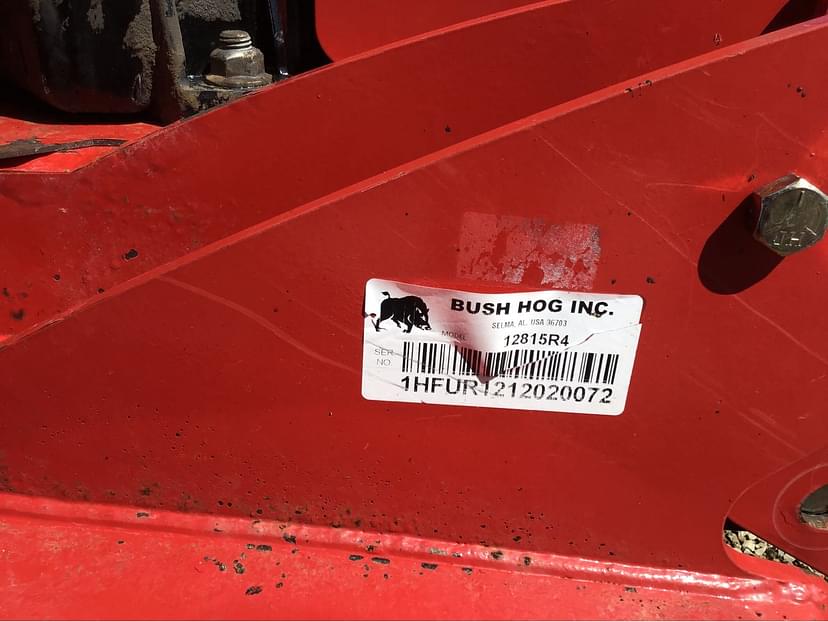 BUSH HOG INC.
SELMA, AL. USA 36703
MODEL 12815R4
SER
NO.
1HFUR1212020072